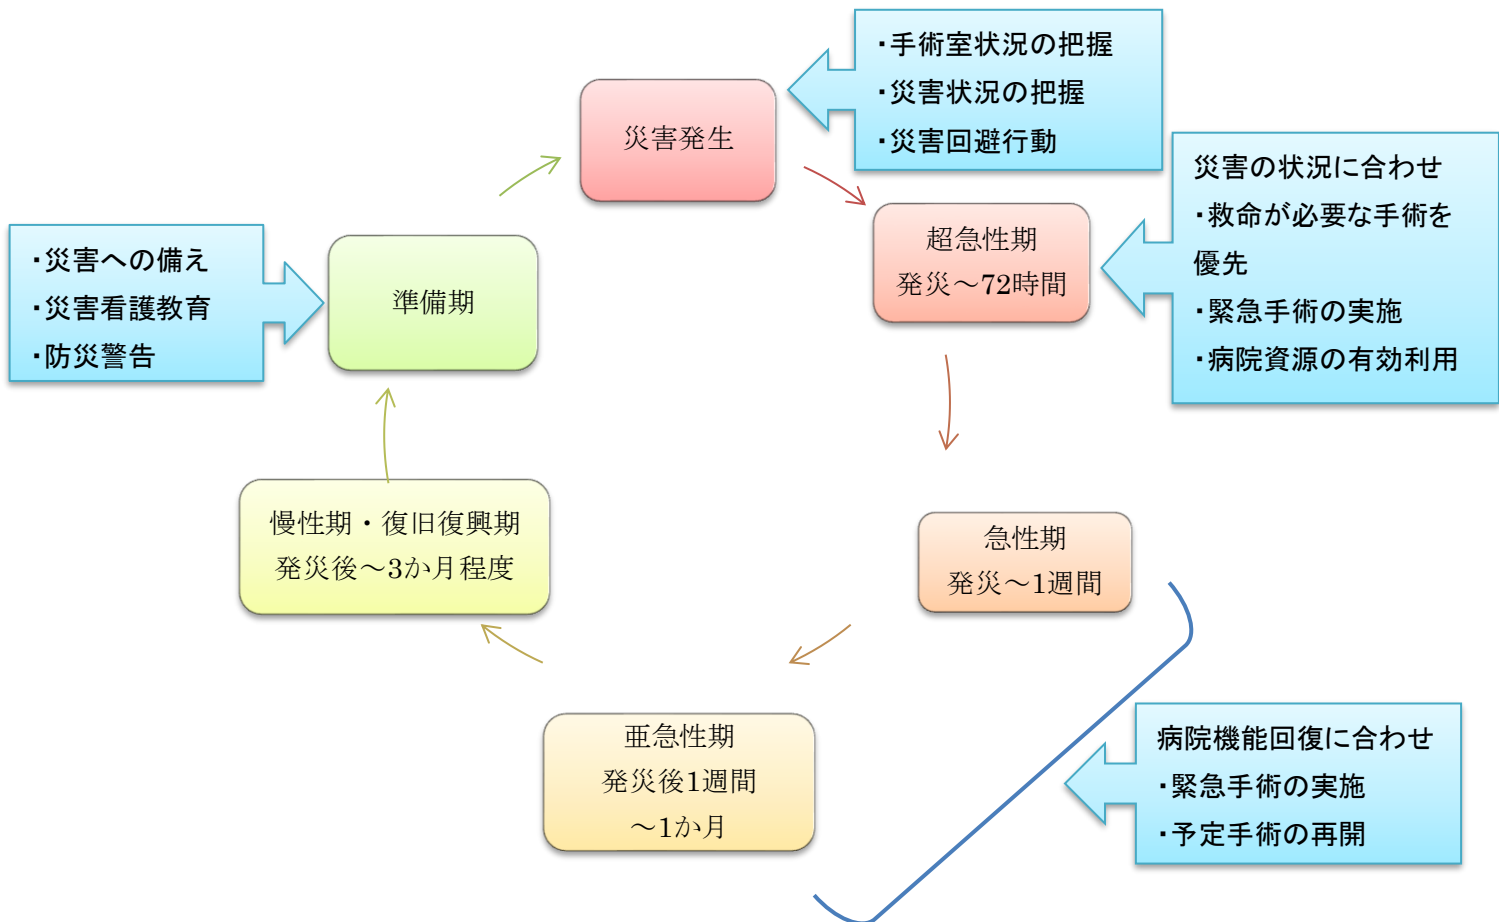 災害発生
・手術室状況の把握
・災害状況の把握
・災害回避行動
超急性期
発災～72時間
災害の状況に合わせ
・救命が必要な手術を
優先
・緊急手術の実施
・病院資源の有効利用
急性期
発災～1週間
病院機能回復に合わせ
・緊急手術の実施
・予定手術の再開
亜急性期
発災後1週間
～1か月
慢性期・復旧復興期
発災後～3か月程度
準備期
・災害への備え
・災害看護教育
・防災警告